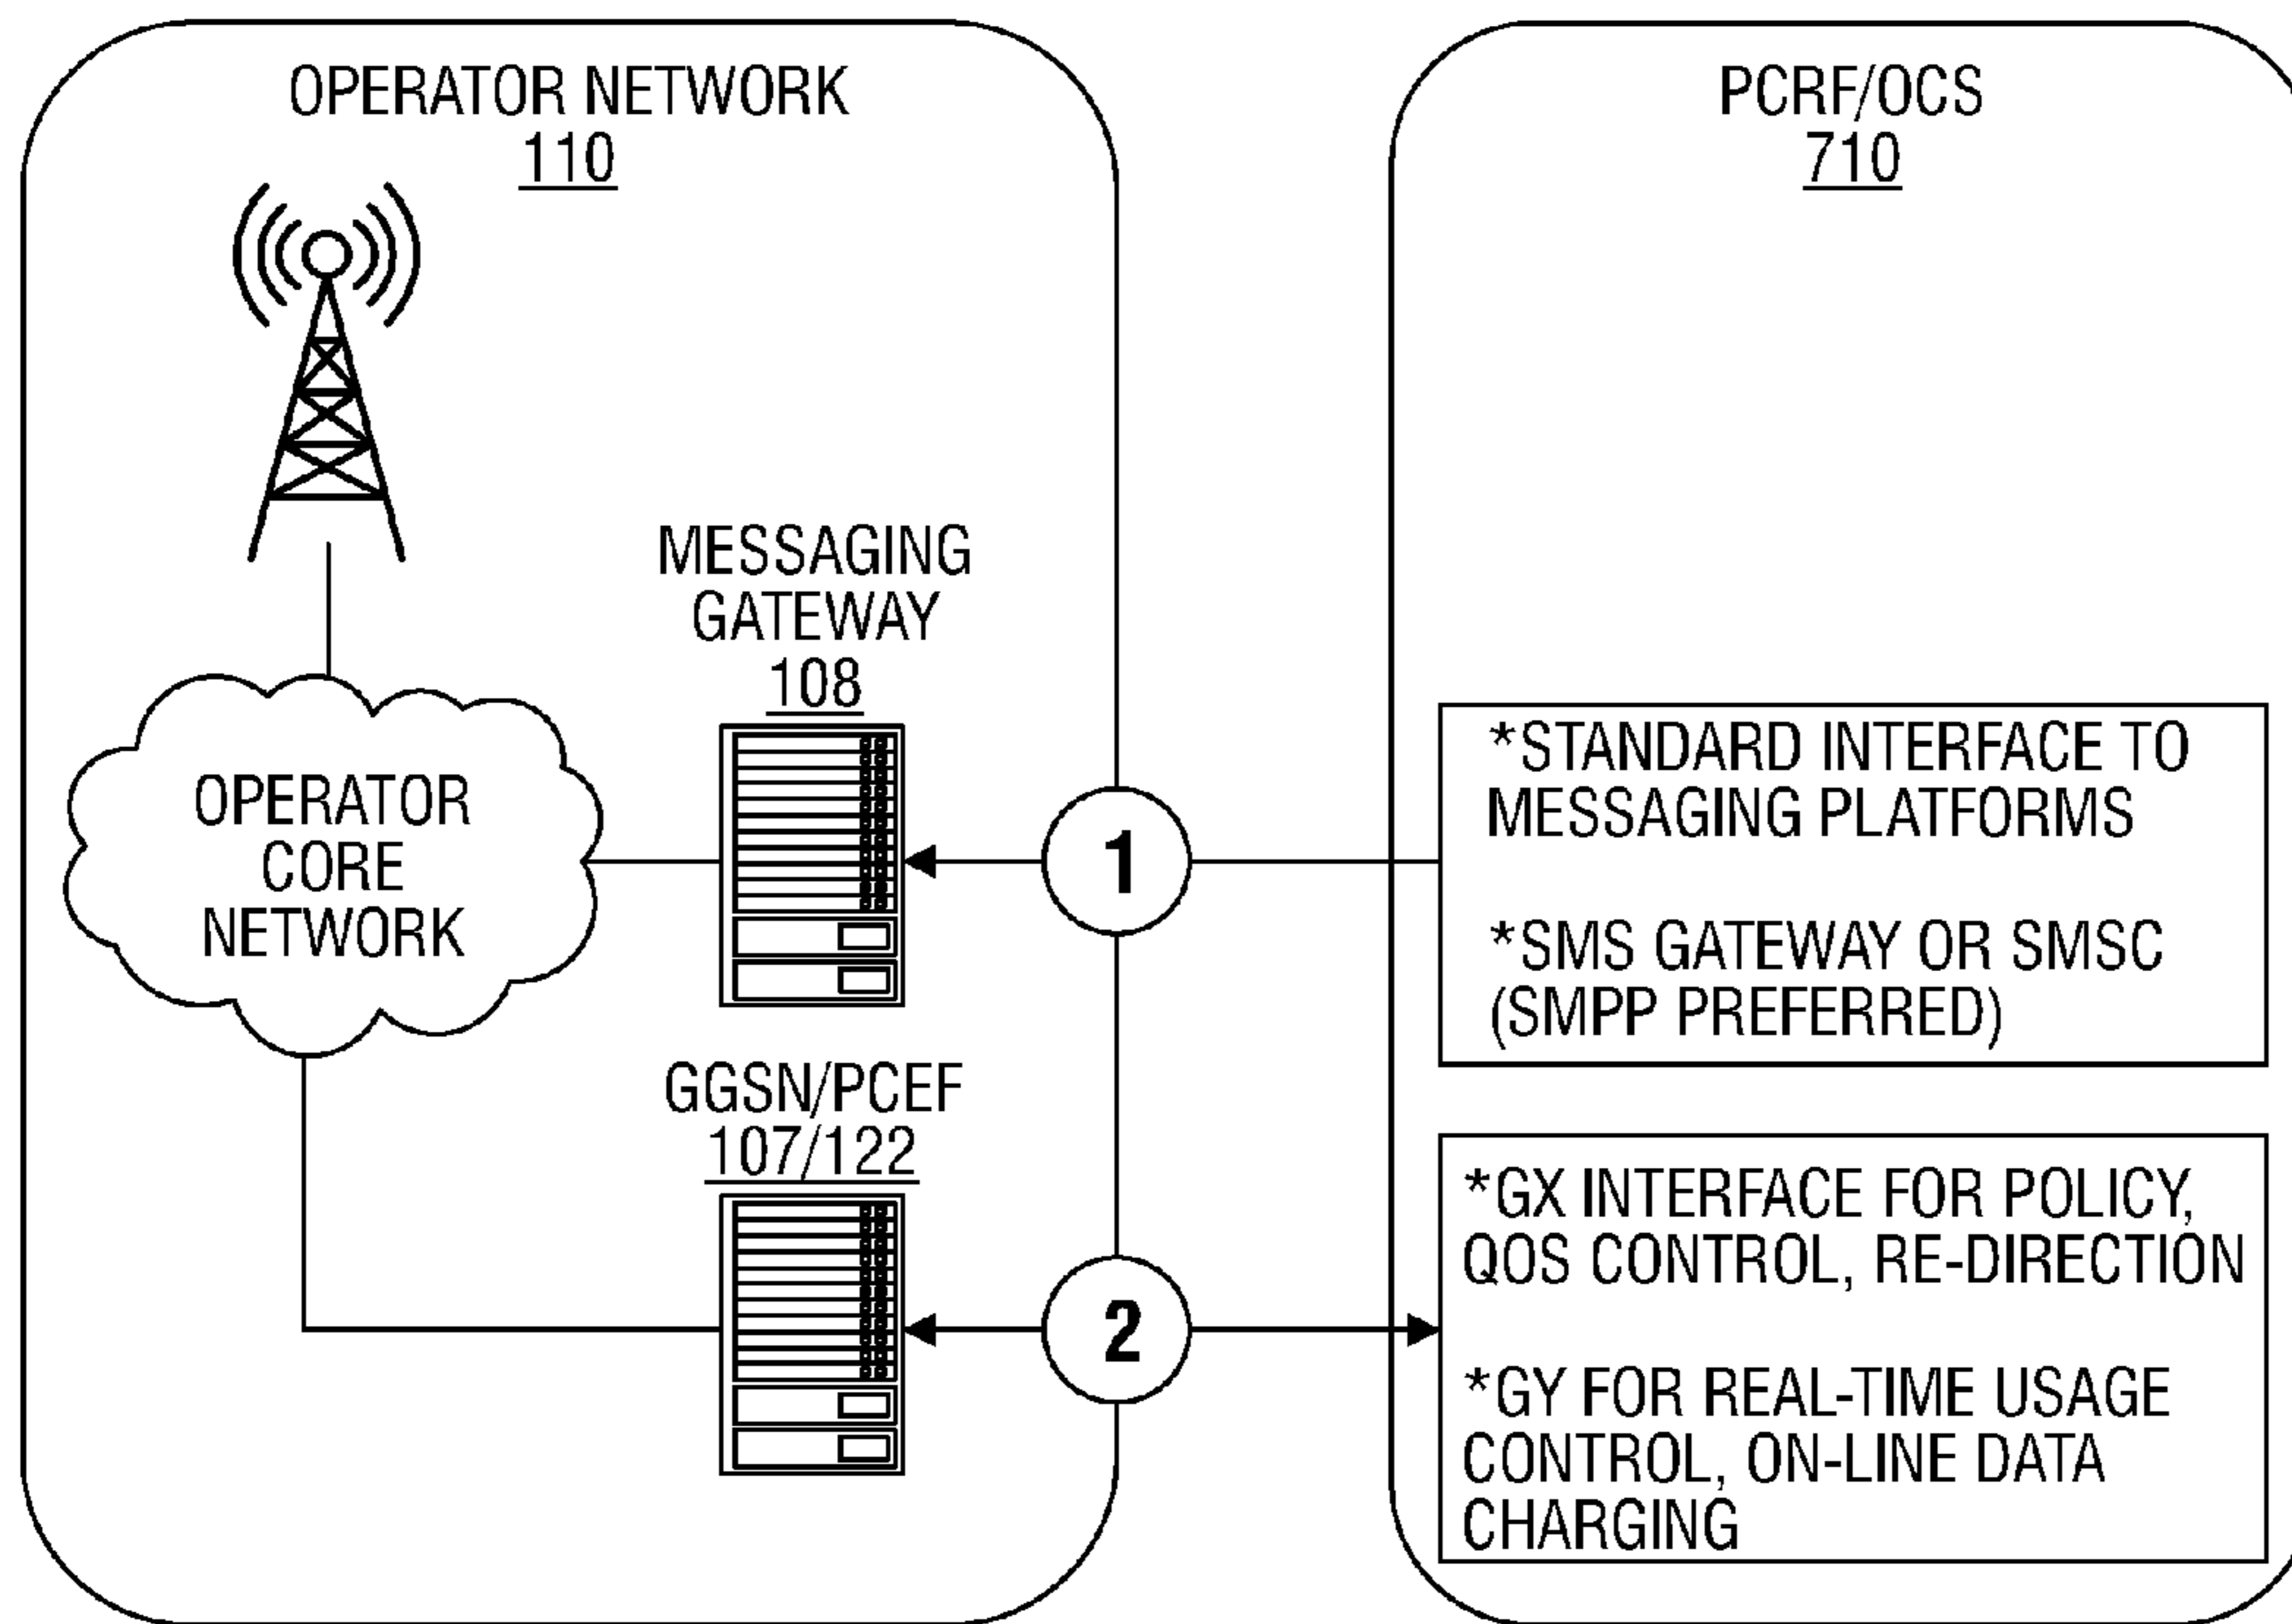 OPERATOR NETWORK
110
MESSAGING
GATEWAY
108
OPERATOR
CORE
NETWORK
GGSN/PCEF
107/122
1
2
PCRF/OCS
710
*STANDARD INTERFACE TO
MESSAGING PLATFORMS
*SMS GATEWAY OR SMSC
(SMPP PREFERRED)
*GX INTERFACE FOR POLICY,
QOS CONTROL, RE-DIRECTION
*GY FOR REAL-TIME USAGE
CONTROL, ON-LINE DATA
CHARGING